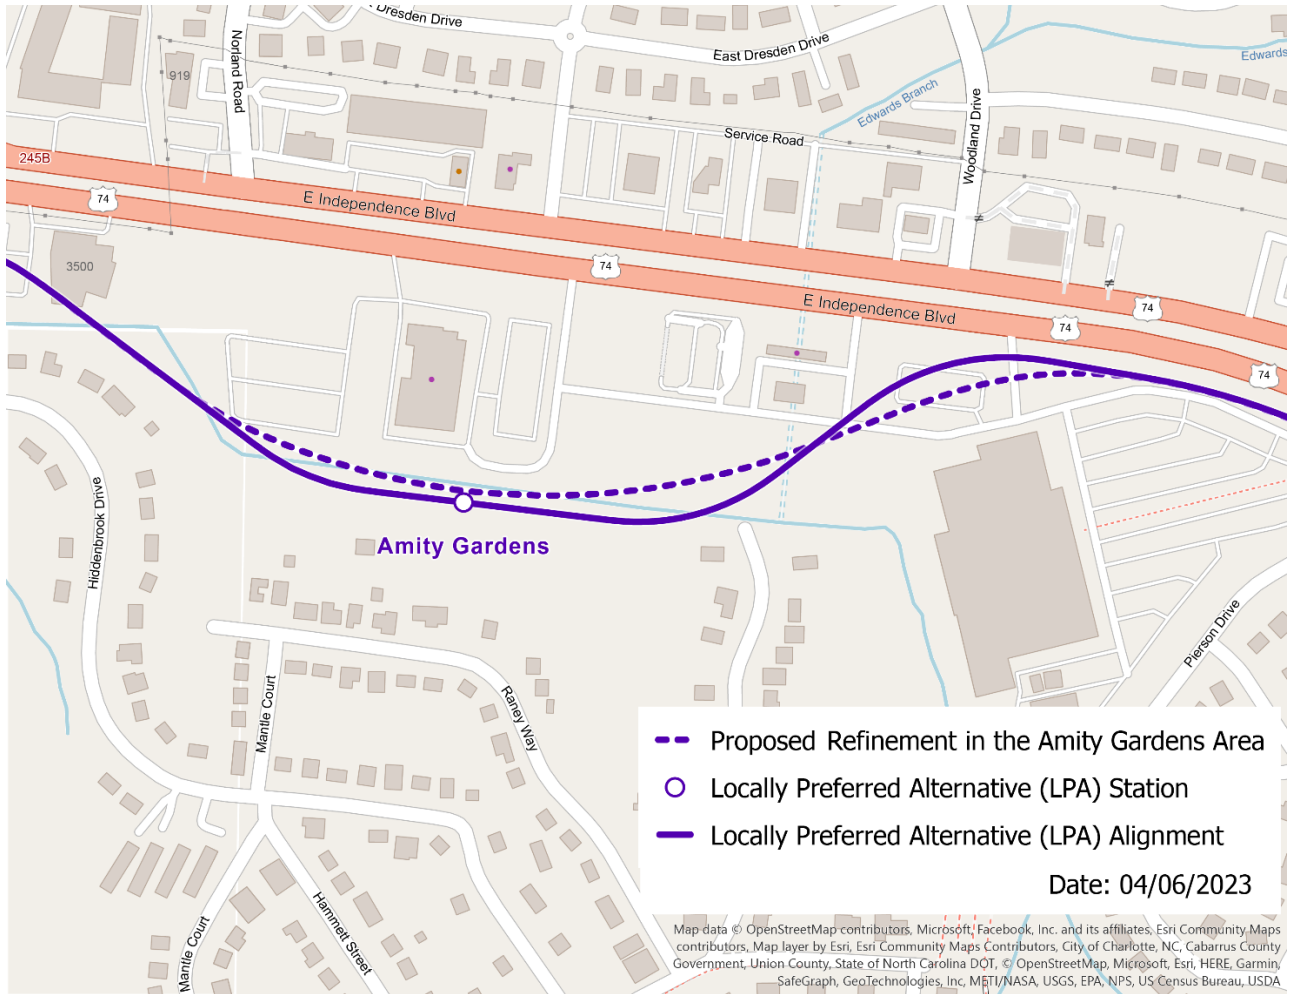 Dresden Drive
East Dresden Drive
Edwards
Norland Road
919
Edwards Branch
Woodland Drive
Service Road
245B
74
E Independence Blvd
3500
74
E Independence Blvd
74
74
74
Hiddenbrook Drive
Amity Gardens
Pierson Drive
Mantle Court
Raney Way
Hammett Street
Mantle Court
Proposed Refinement in the Amity Gardens Area
Locally Preferred Alternative (LPA) Station
Locally Preferred Alternative (LPA) Alignment
Date: 04/06/2023
Map data © OpenStreetMap contributors, Microsoft, Facebook, Inc. and its affiliates, Esri Community Maps
contributors, Map layer by Esri, Esri Community Maps Contributors, City of Charlotte, NC, Cabarrus County
Government, Union County, State of North Carolina DOT, © OpenStreetMap, Microsoft, Esri, HERE, Garmin,
SafeGraph, GeoTechnologies, Inc, METI/NASA, USGS, EPA, NPS, US Census Bureau, USDA